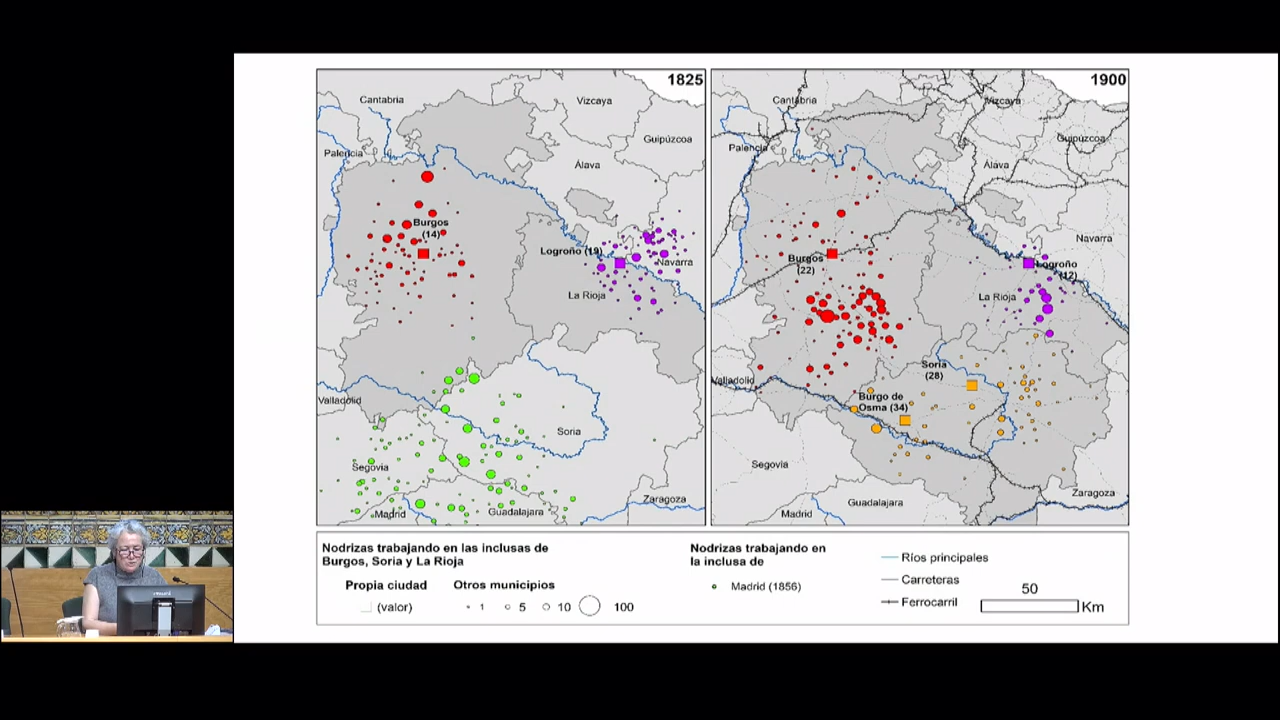 1825
Cantabria
Vizcaya
Guipúzcoa
Palencia
Álava
Burgos
(14)
Logroño (19)
Navarra
La Rioja
Valladolid
Soria
Segovia
Zaragoza
Madrid
Guadalajara
1900
Cantabria
Vizcaya
Guipúzcoa
Palencia
Álava
Navarra
Burgos
(22)
Logroño
(12)
La Rioja
Soria
(28)
Valladolid
Burgo de
Osma (34)
Segovia
Guadalajara
Zaragoza
Madrid
Nodrizas trabajando en las inclusas de
Burgos, Soria y La Rioja
Propia ciudad
Otros municipios
(valor)
1 5 10 100
Nodrizas trabajando en
la inclusa de
Madrid (1856)
Ríos principales
Carreteras
Ferrocarril
50
Km